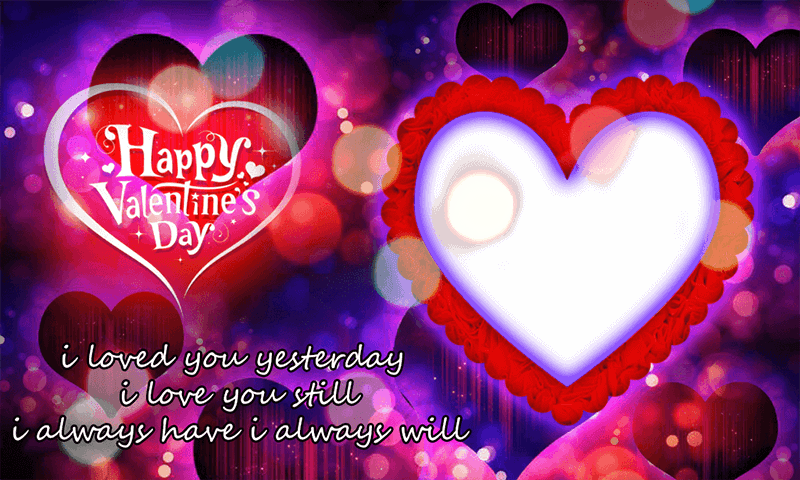 Happy
Valentine's
Day
i loved you yesterday
i love you still
i always have i always will